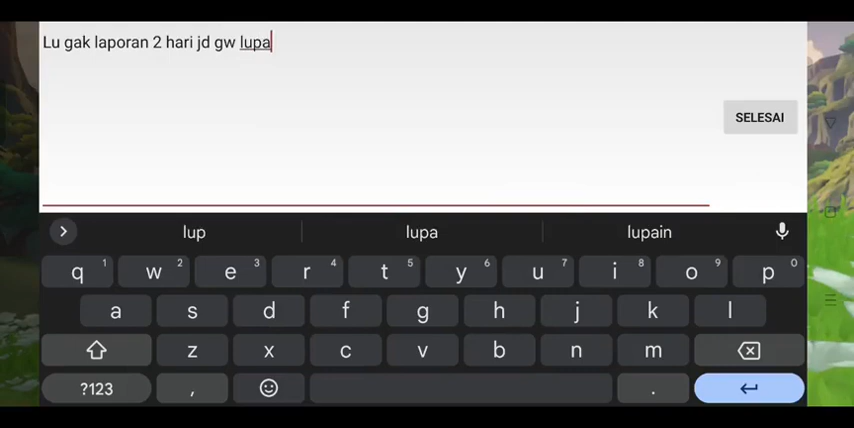 Lu gak laporan 2 hari jd gw lupa
SELESAI
lup lupa lupain
q 1 w 2 e 3 r 4 t 5 y 6 u 7 i 8 o 9 p 0
a s d f g h j k l
z x c v b n m
?123 , .